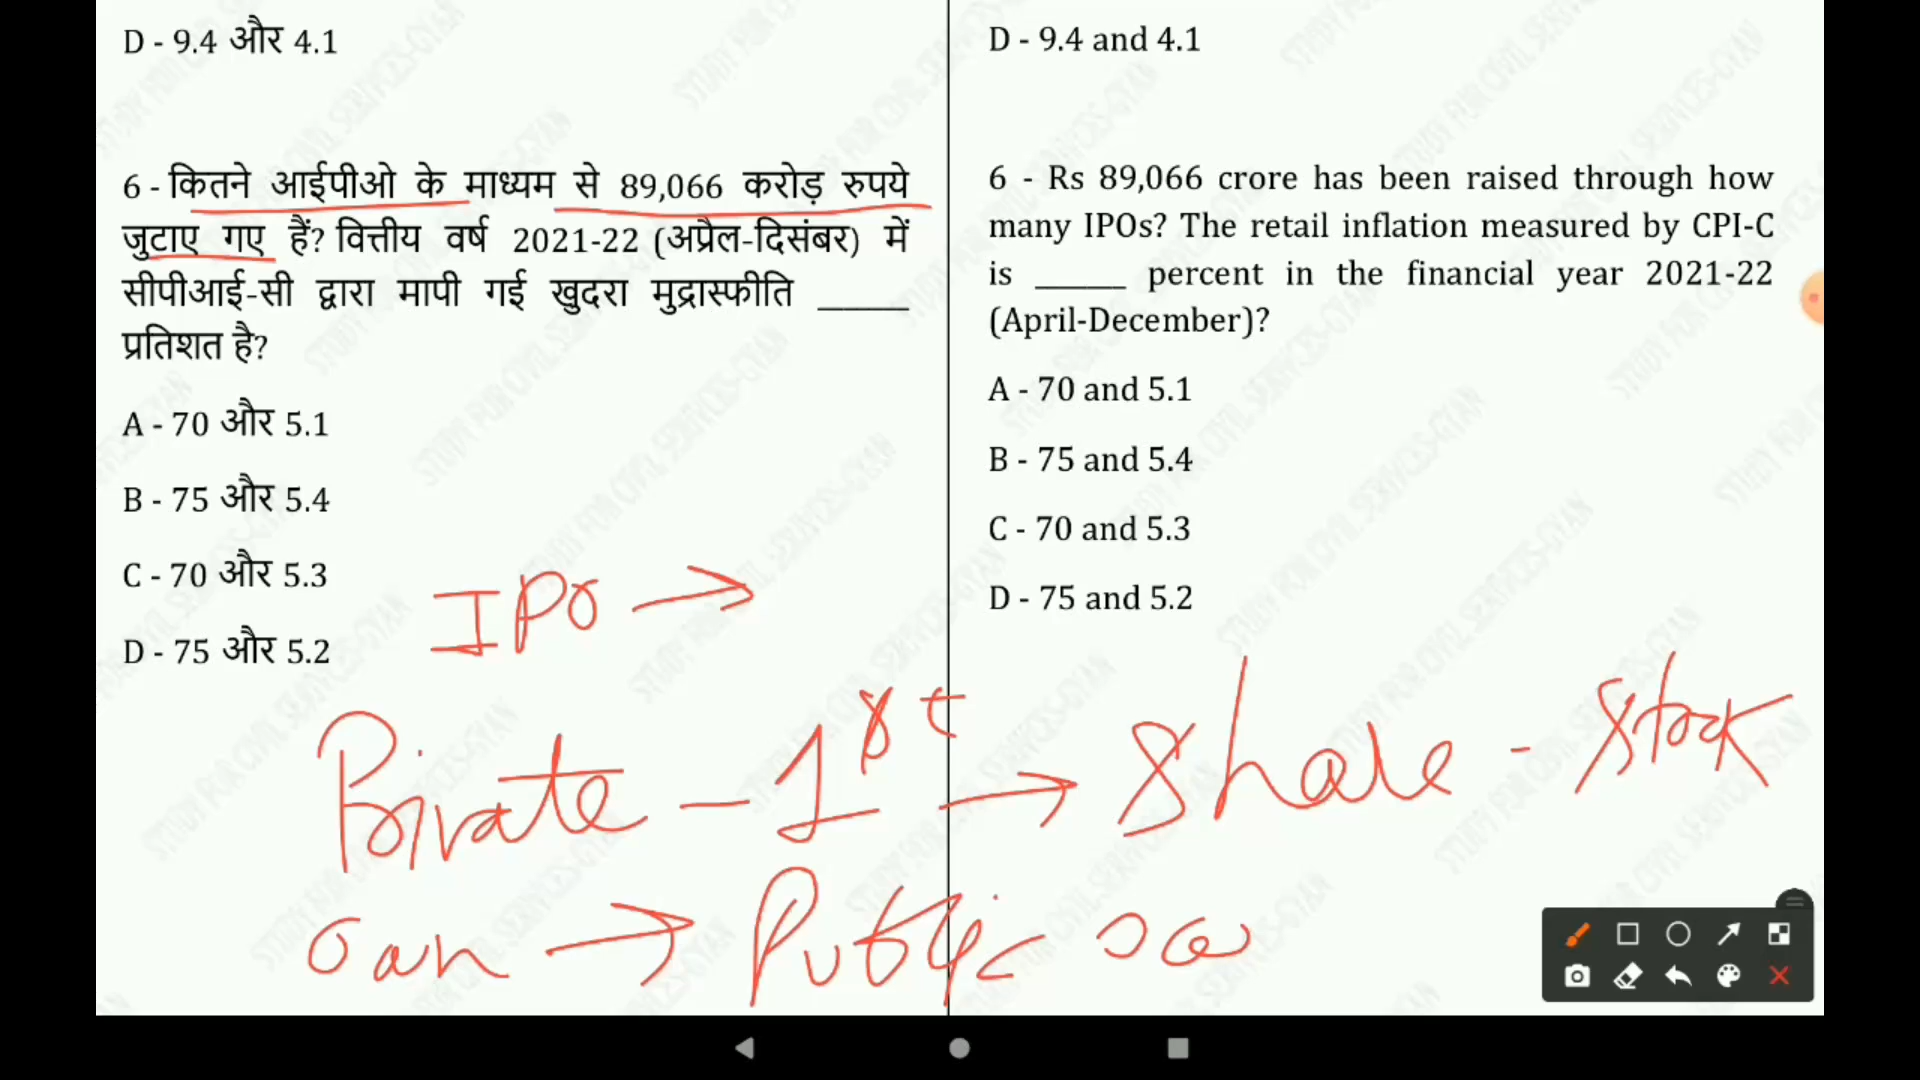 D - 9.4 और 4.1
6 - कितने आईपीओ के माध्यम से 89,066 करोड़ रुपये
जुटाए गए हैं? वित्तीय वर्ष 2021-22 (अप्रैल-दिसंबर) में
सीपीआई-सी द्वारा मापी गई खुदरा मुद्रास्फीति ______
प्रतिशत है?
A - 70 और 5.1
B - 75 और 5.4
C - 70 और 5.3
D - 75 और 5.2
D - 9.4 and 4.1
6 - Rs 89,066 crore has been raised through how
many IPOs? The retail inflation measured by CPI-C
is ______ percent in the financial year 2021-22
(April-December)?
A - 70 and 5.1
B - 75 and 5.4
C - 70 and 5.3
D - 75 and 5.2
IPO →
Private - 1st → Share - Stock
→ Public
STUDY FOR CIVIL SERVICES-GYAN